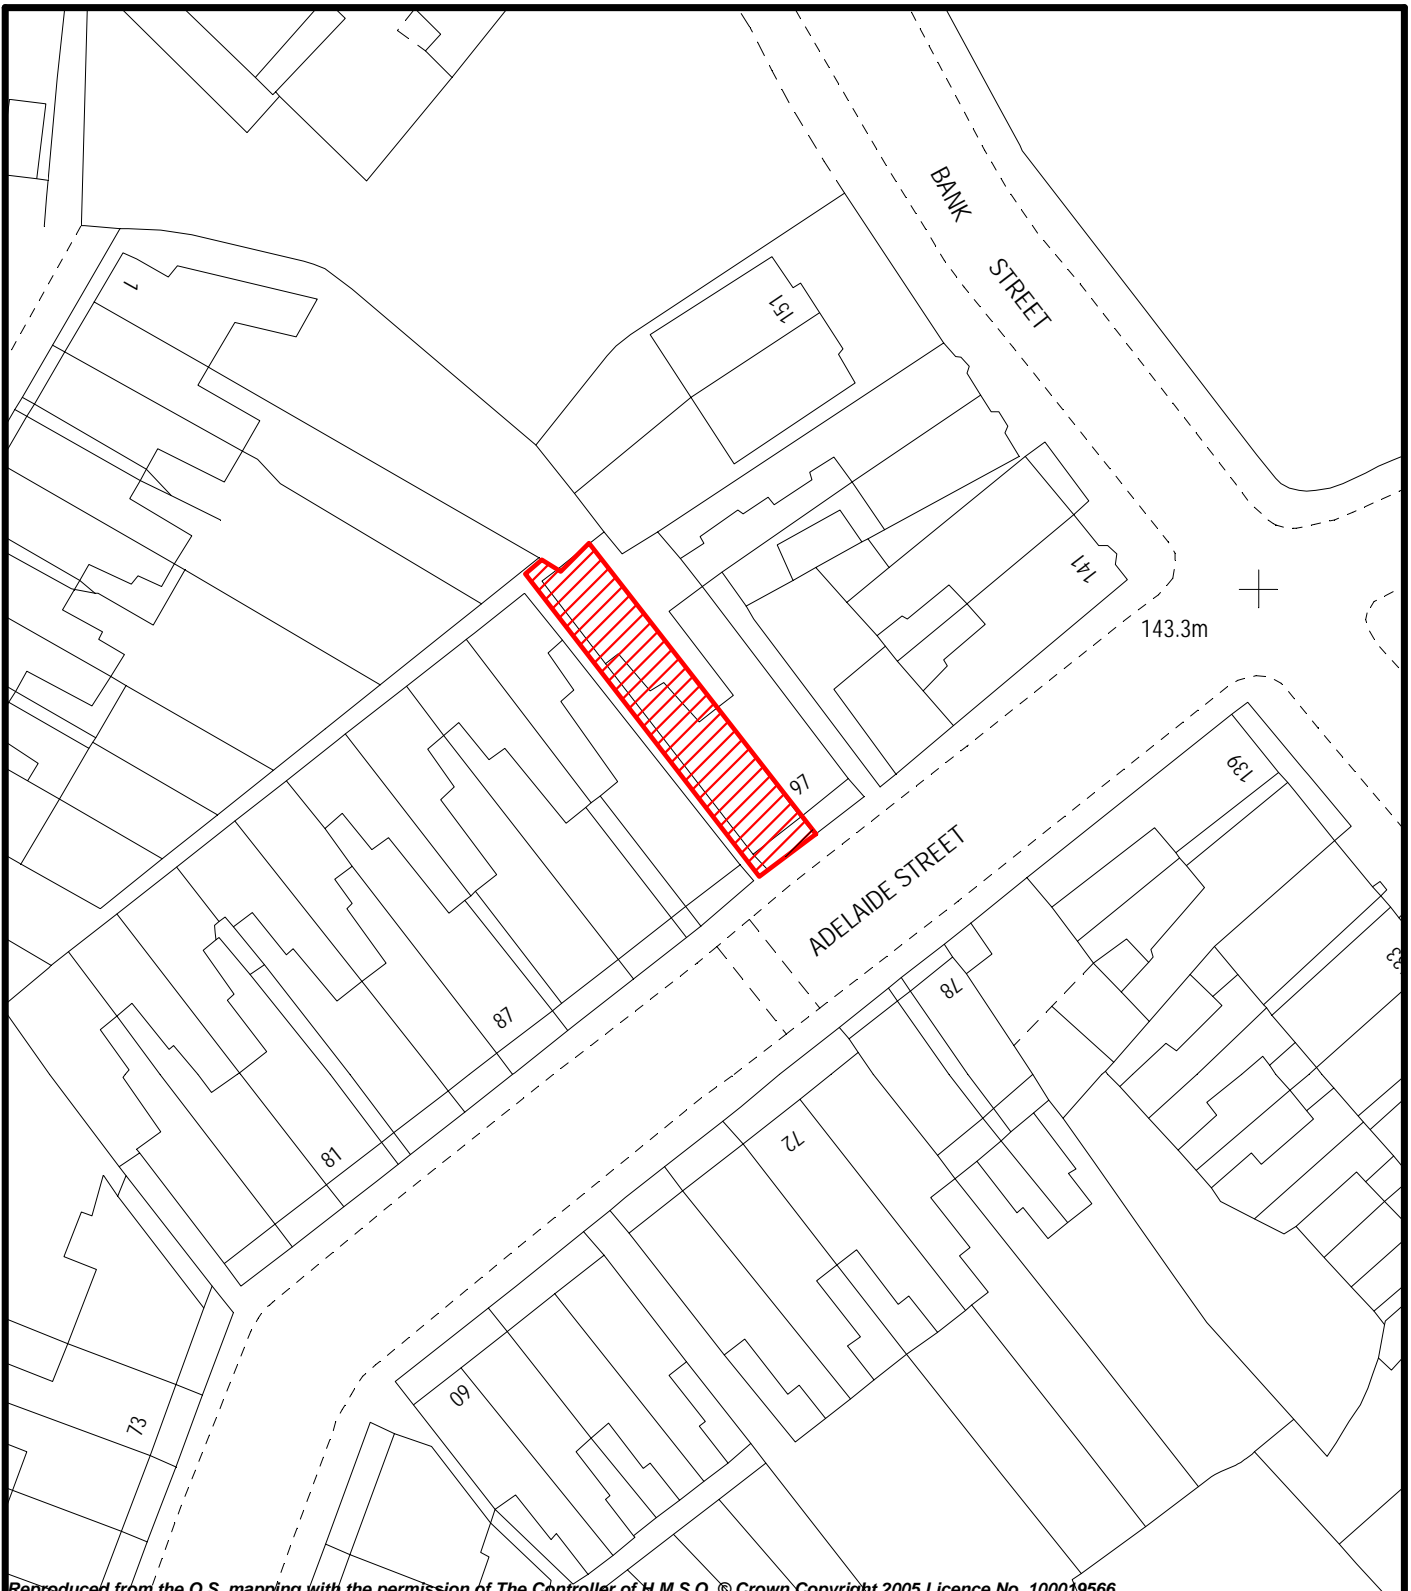 BANK
STREET
1
151
141
143.3m
97
139
ADELAIDE STREET
78
87
72
81
60
73
Reproduced from the O.S. mapping with the permission of The Controller of H.M.S.O. © Crown Copyright 2005 Licence No. 100019566